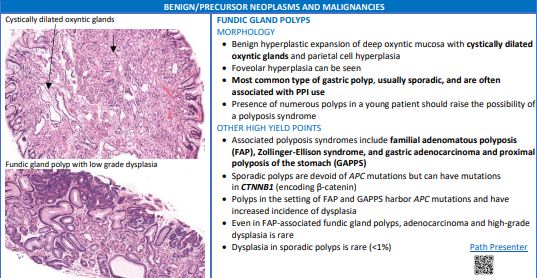 BENIGN/PRECURSOR NEOPLASMS AND MALIGNANCIES
Cystically dilated oxyntic glands
Fundic gland polyp with low grade dysplasia
FUNDIC GLAND POLYPS
MORPHOLOGY
• Benign hyperplastic expansion of deep oxyntic mucosa with cystically dilated
oxyntic glands and parietal cell hyperplasia
• Foveolar hyperplasia can be seen
• Most common type of gastric polyp, usually sporadic, and are often
associated with PPI use
• Presence of numerous polyps in a young patient should raise the possibility of
a polyposis syndrome
OTHER HIGH YIELD POINTS
• Associated polyposis syndromes include familial adenomatous polyposis
(FAP), Zollinger-Ellison syndrome, and gastric adenocarcinoma and proximal
polyposis of the stomach (GAPPS)
• Sporadic polyps are devoid of APC mutations but can have mutations
in CTNNB1 (encoding β-catenin)
• Polyps in the setting of FAP and GAPPS harbor APC mutations and have
increased incidence of dysplasia
• Even in FAP-associated fundic gland polyps, adenocarcinoma and high-grade
dysplasia is rare
• Dysplasia in sporadic polyps is rare (<1%)
Path Presenter